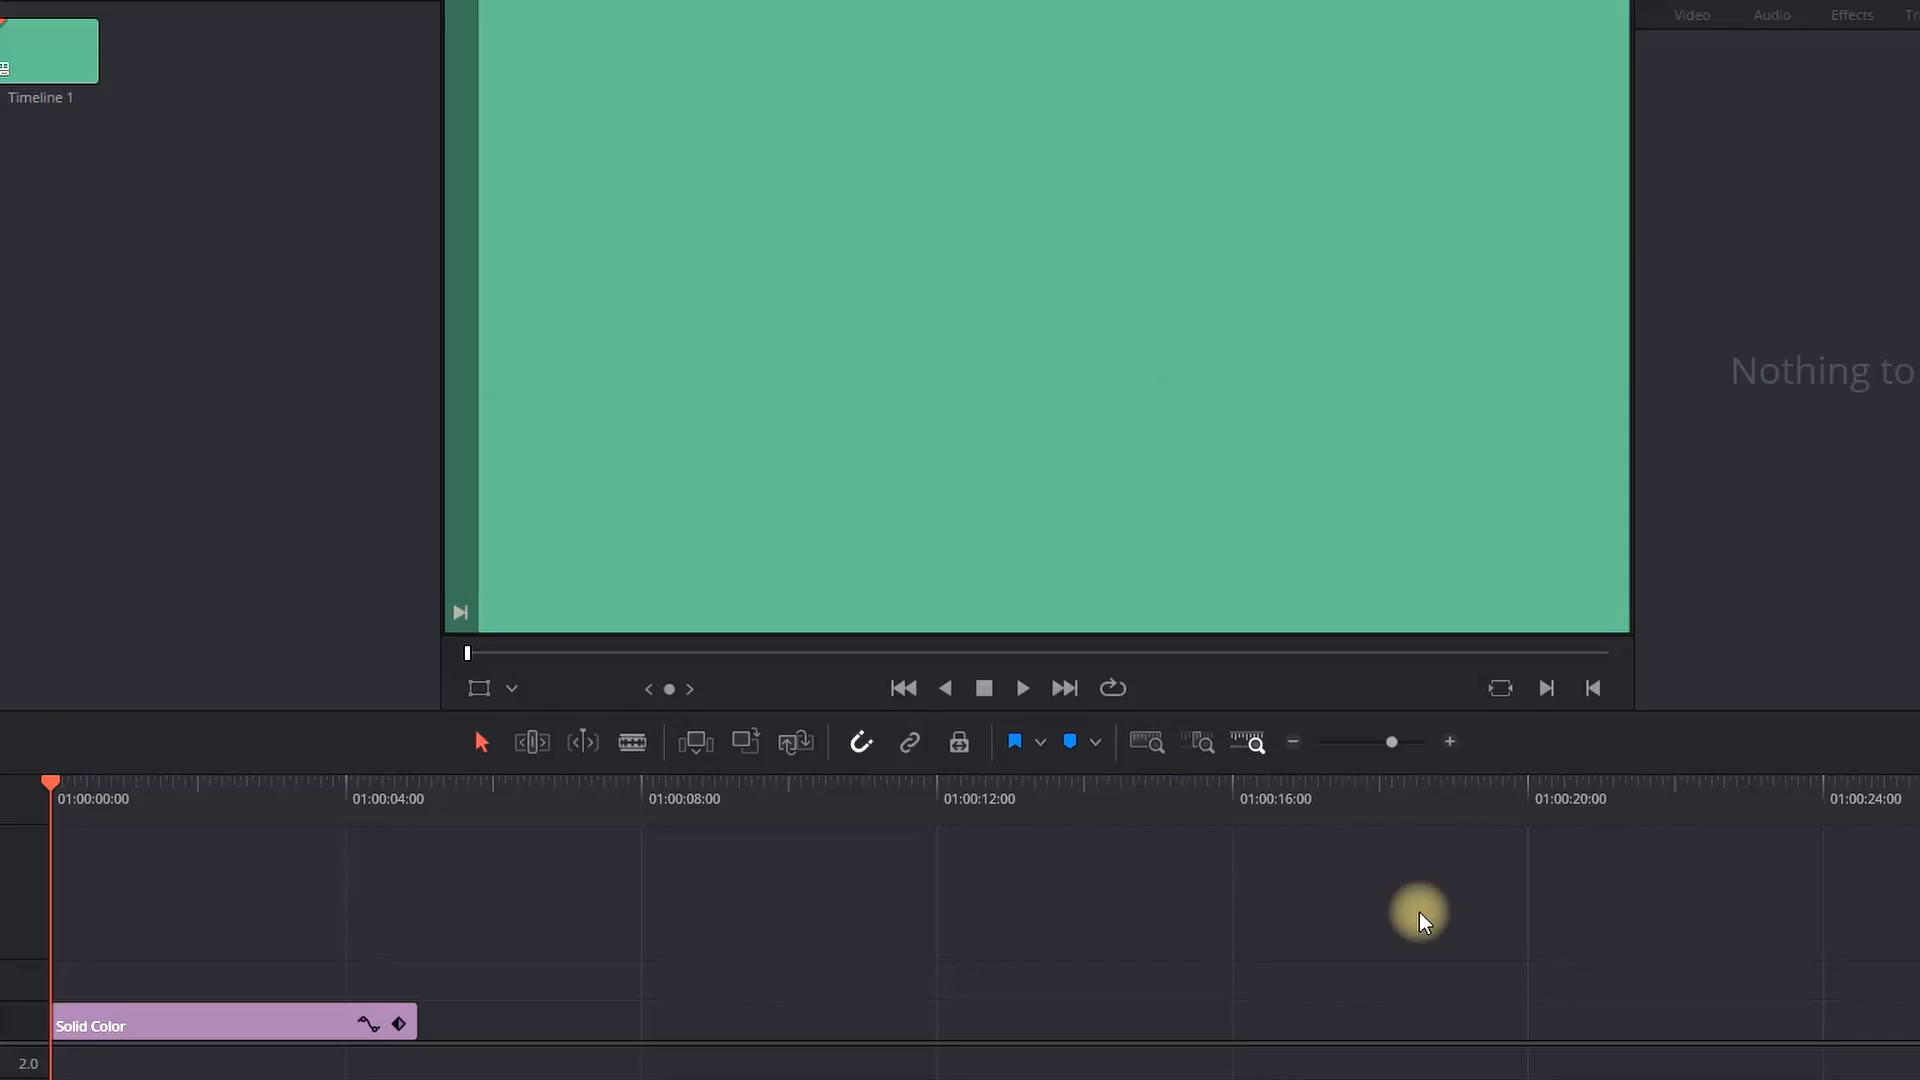 Video Audio Effects Tr
Timeline 1
Nothing to
01:00:00:00 01:00:04:00 01:00:08:00 01:00:12:00 01:00:16:00 01:00:20:00 01:00:24:00
Solid Color
2.0